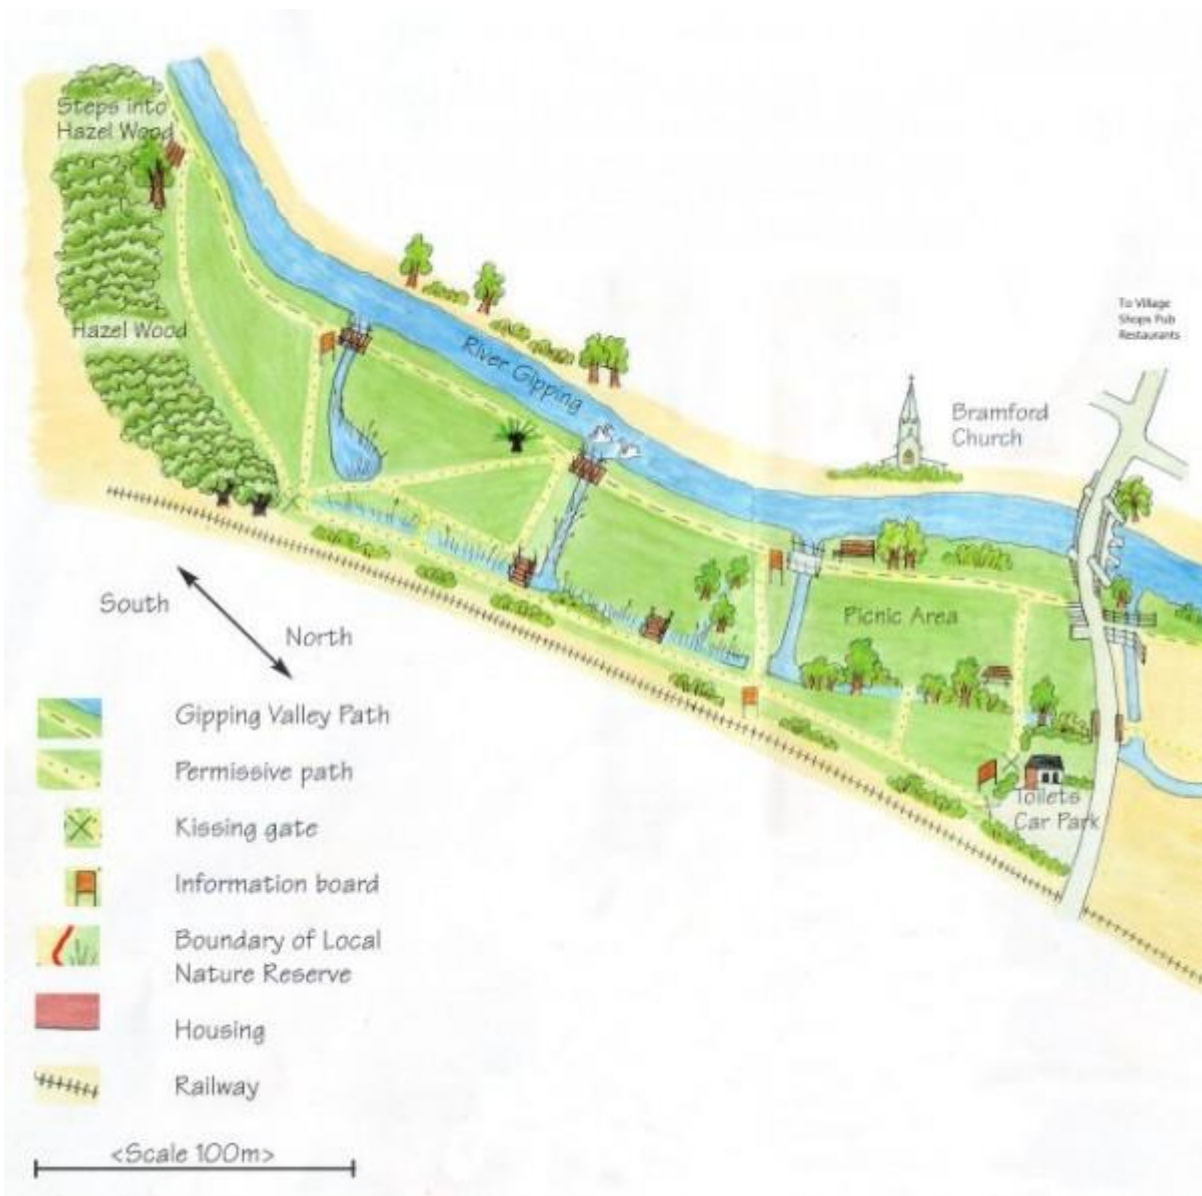 Steps into
Hazel Wood
Hazel Wood
River Gipping
To Village
Shops Pub
Restaurants
Bramford
Church
Picnic Area
Toilets
Car Park
South
North
Gipping Valley Path
Permissive path
Kissing gate
Information board
Boundary of Local
Nature Reserve
Housing
Railway
<Scale 100m>